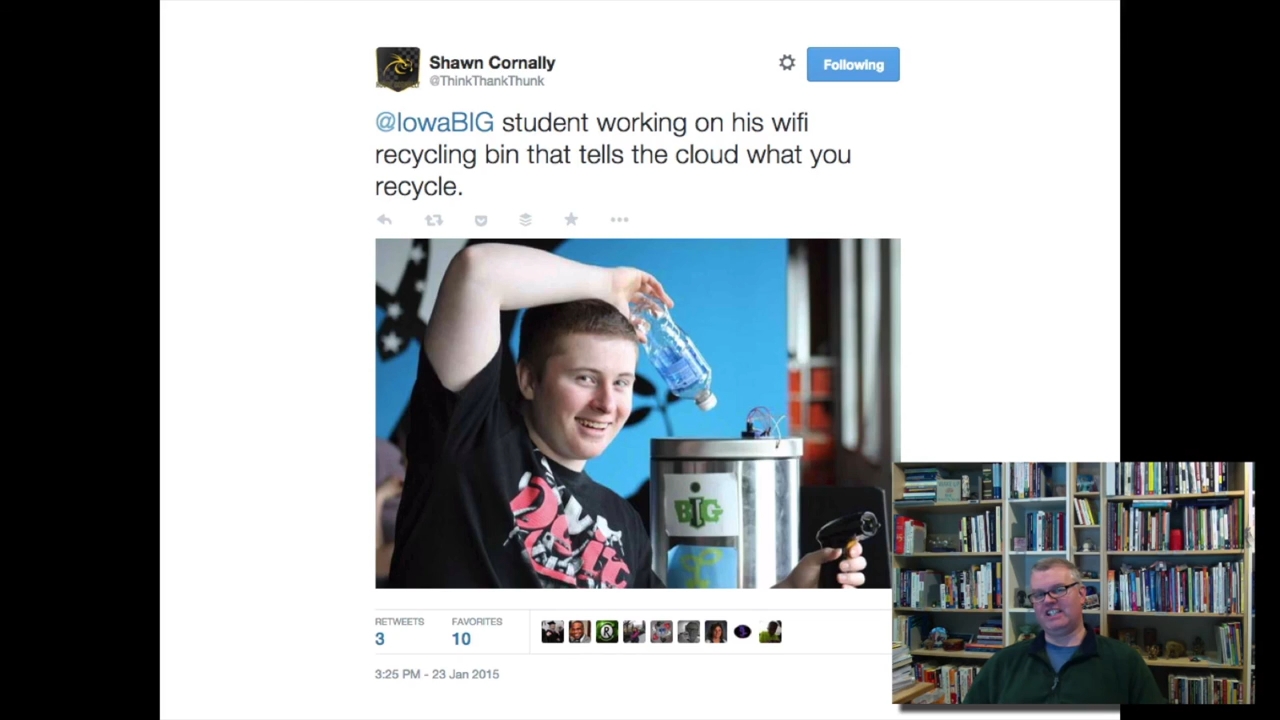 Shawn Cornally
@ThinkThankThunk
Following
@IowaBIG student working on his wifi
recycling bin that tells the cloud what you
recycle.
BiG
RETWEETS
FAVORITES
3
10
3:25 PM - 23 Jan 2015